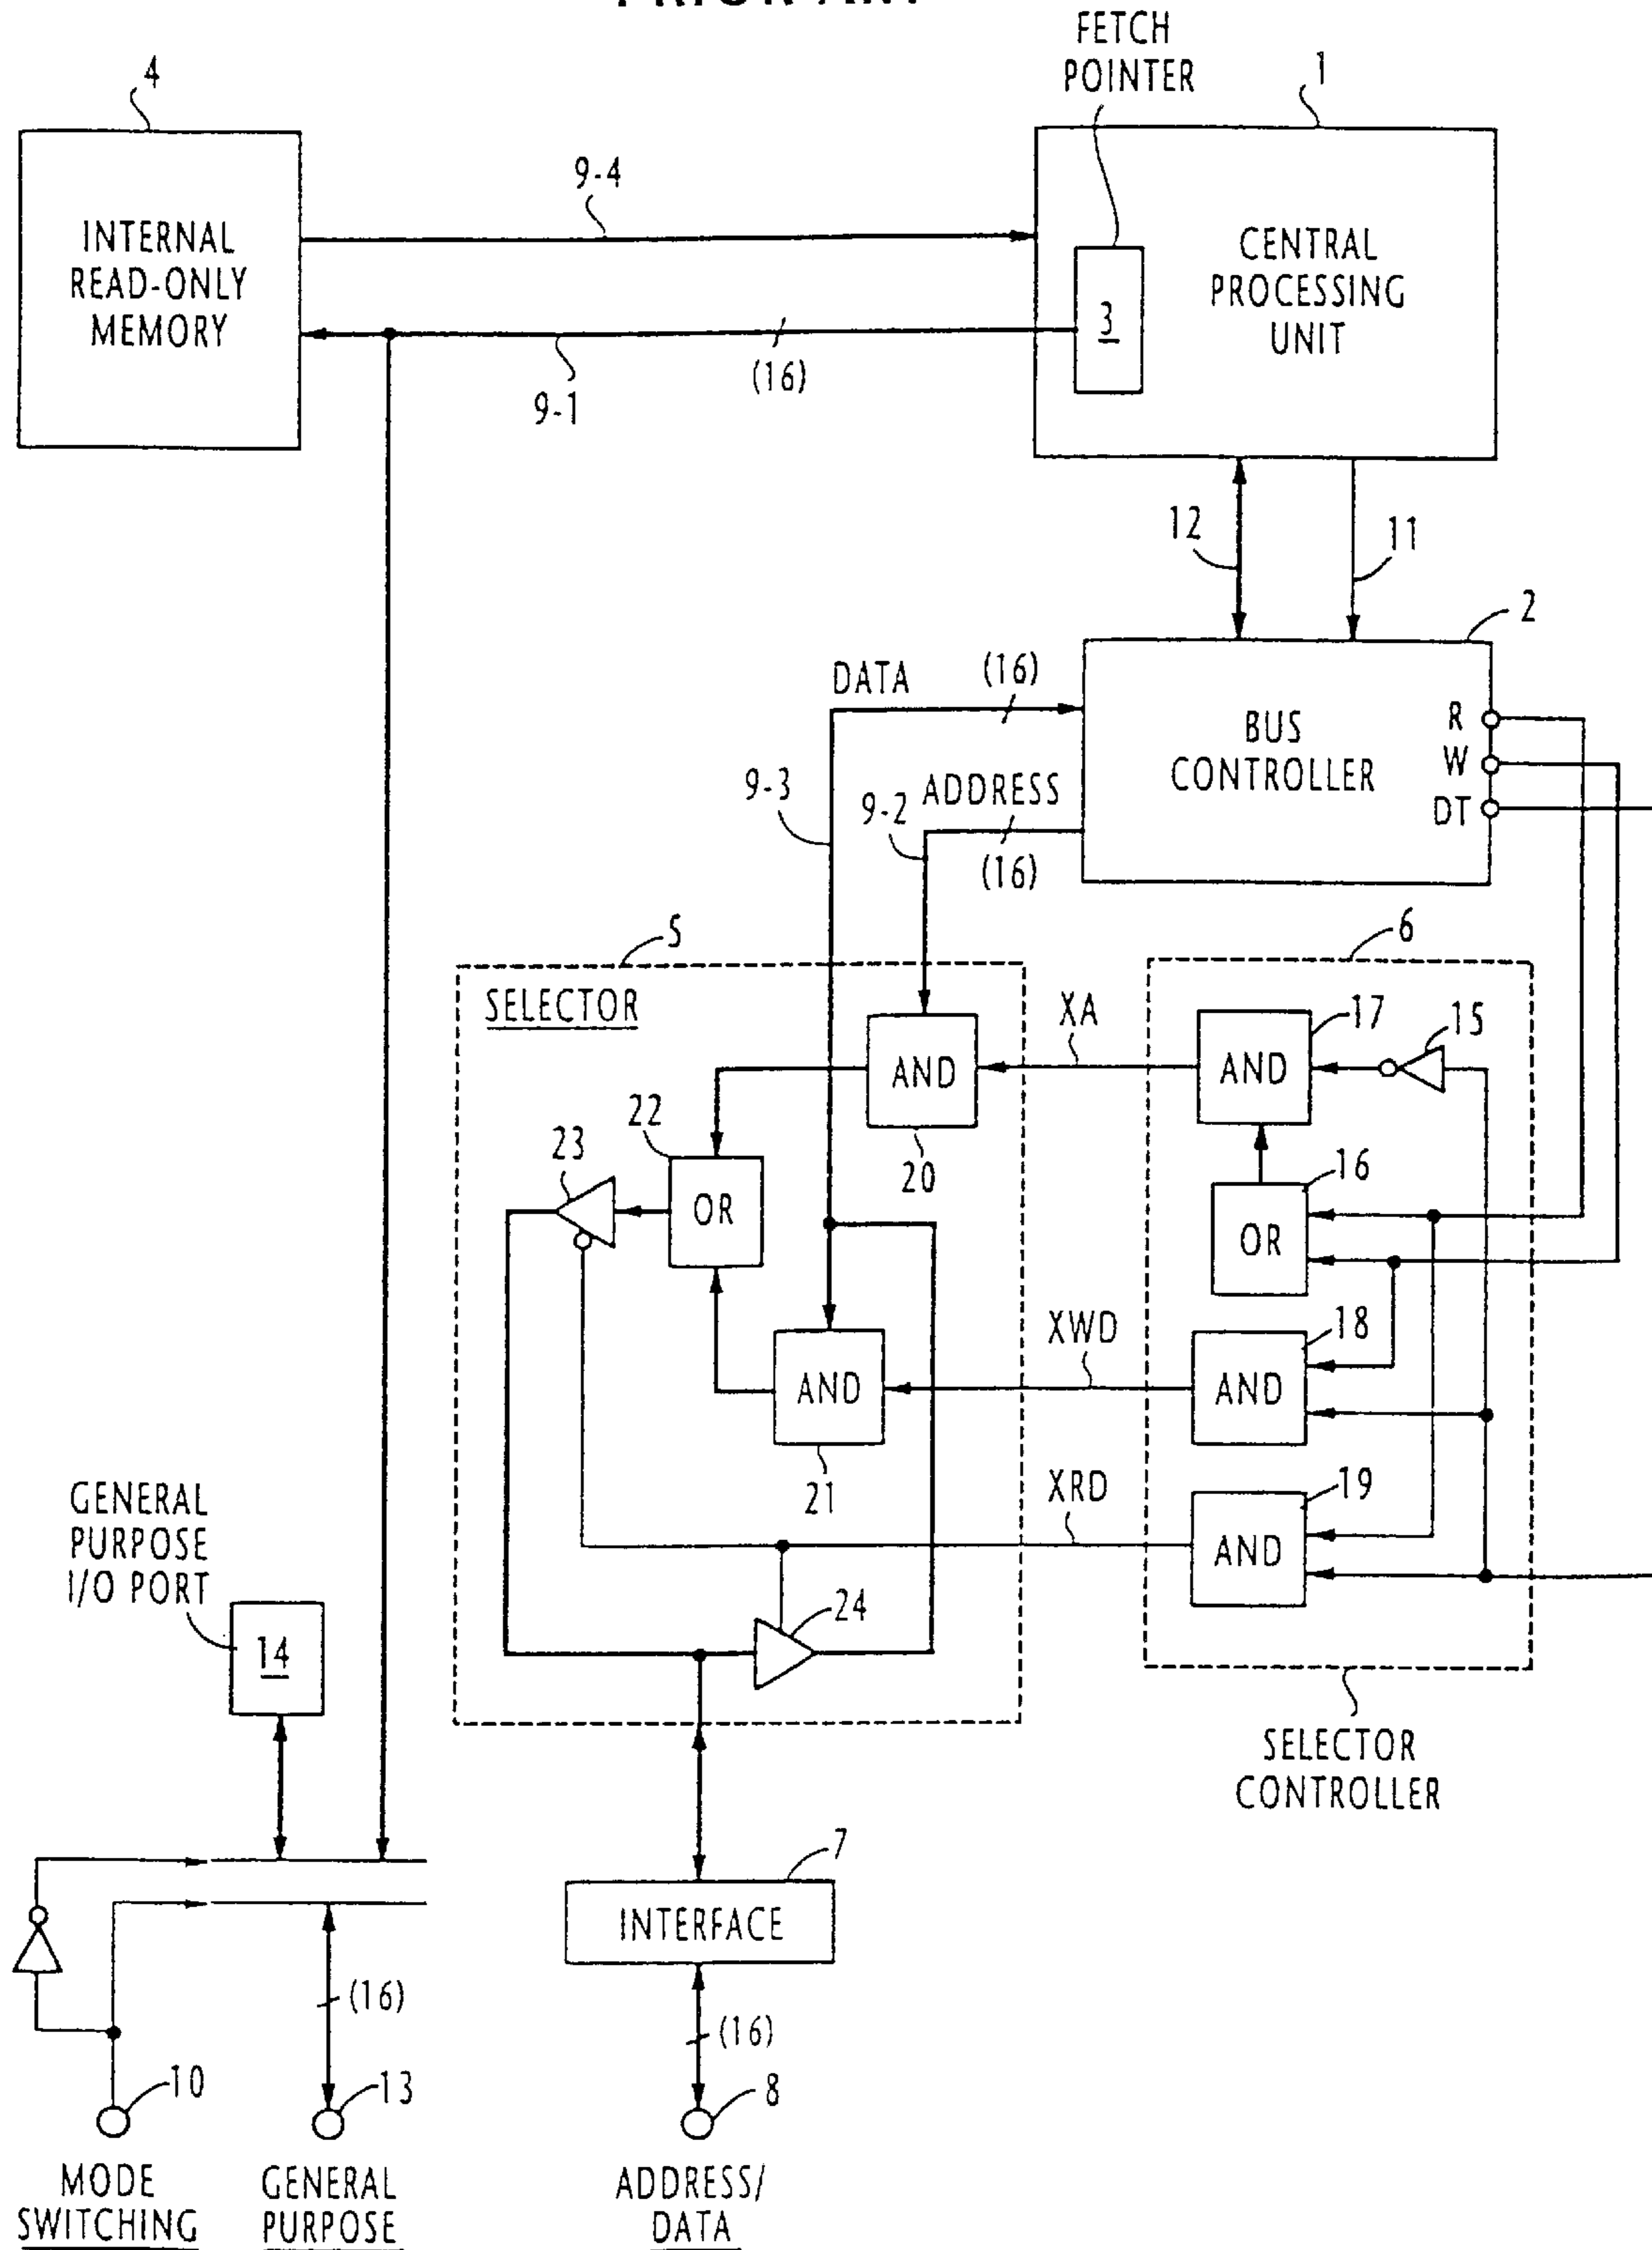 PRIOR ART
FETCH
POINTER
4
1
9-4
INTERNAL
READ-ONLY
MEMORY
CENTRAL
PROCESSING
UNIT
3
(16)
9-1
12
11
2
DATA
(16)
R
BUS
CONTROLLER
W
DT
9-3
9-2
ADDRESS
(16)
5
6
SELECTOR
XA
17
15
AND
AND
22
23
20
16
OR
OR
XWD
18
AND
AND
21
XRD
19
AND
GENERAL
PURPOSE
I/O PORT
14
24
SELECTOR
CONTROLLER
7
INTERFACE
(16)
(16)
10
13
8
MODE
SWITCHING
GENERAL
PURPOSE
ADDRESS/
DATA